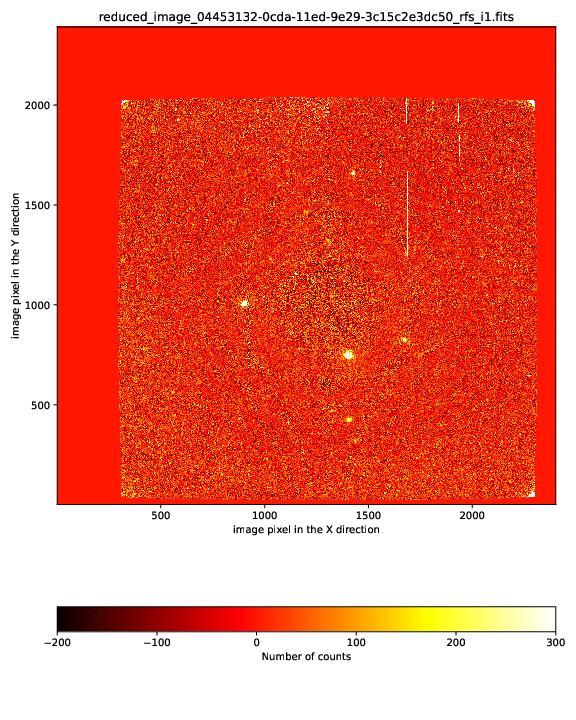 reduced_image_04453132-0cda-11ed-9e29-3c15c2e3dc50_rfs_i1.fits
2000
1500
1000
500
image pixel in the Y direction
500 1000 1500 2000
image pixel in the X direction
−200 −100 0 100 200 300
Number of counts